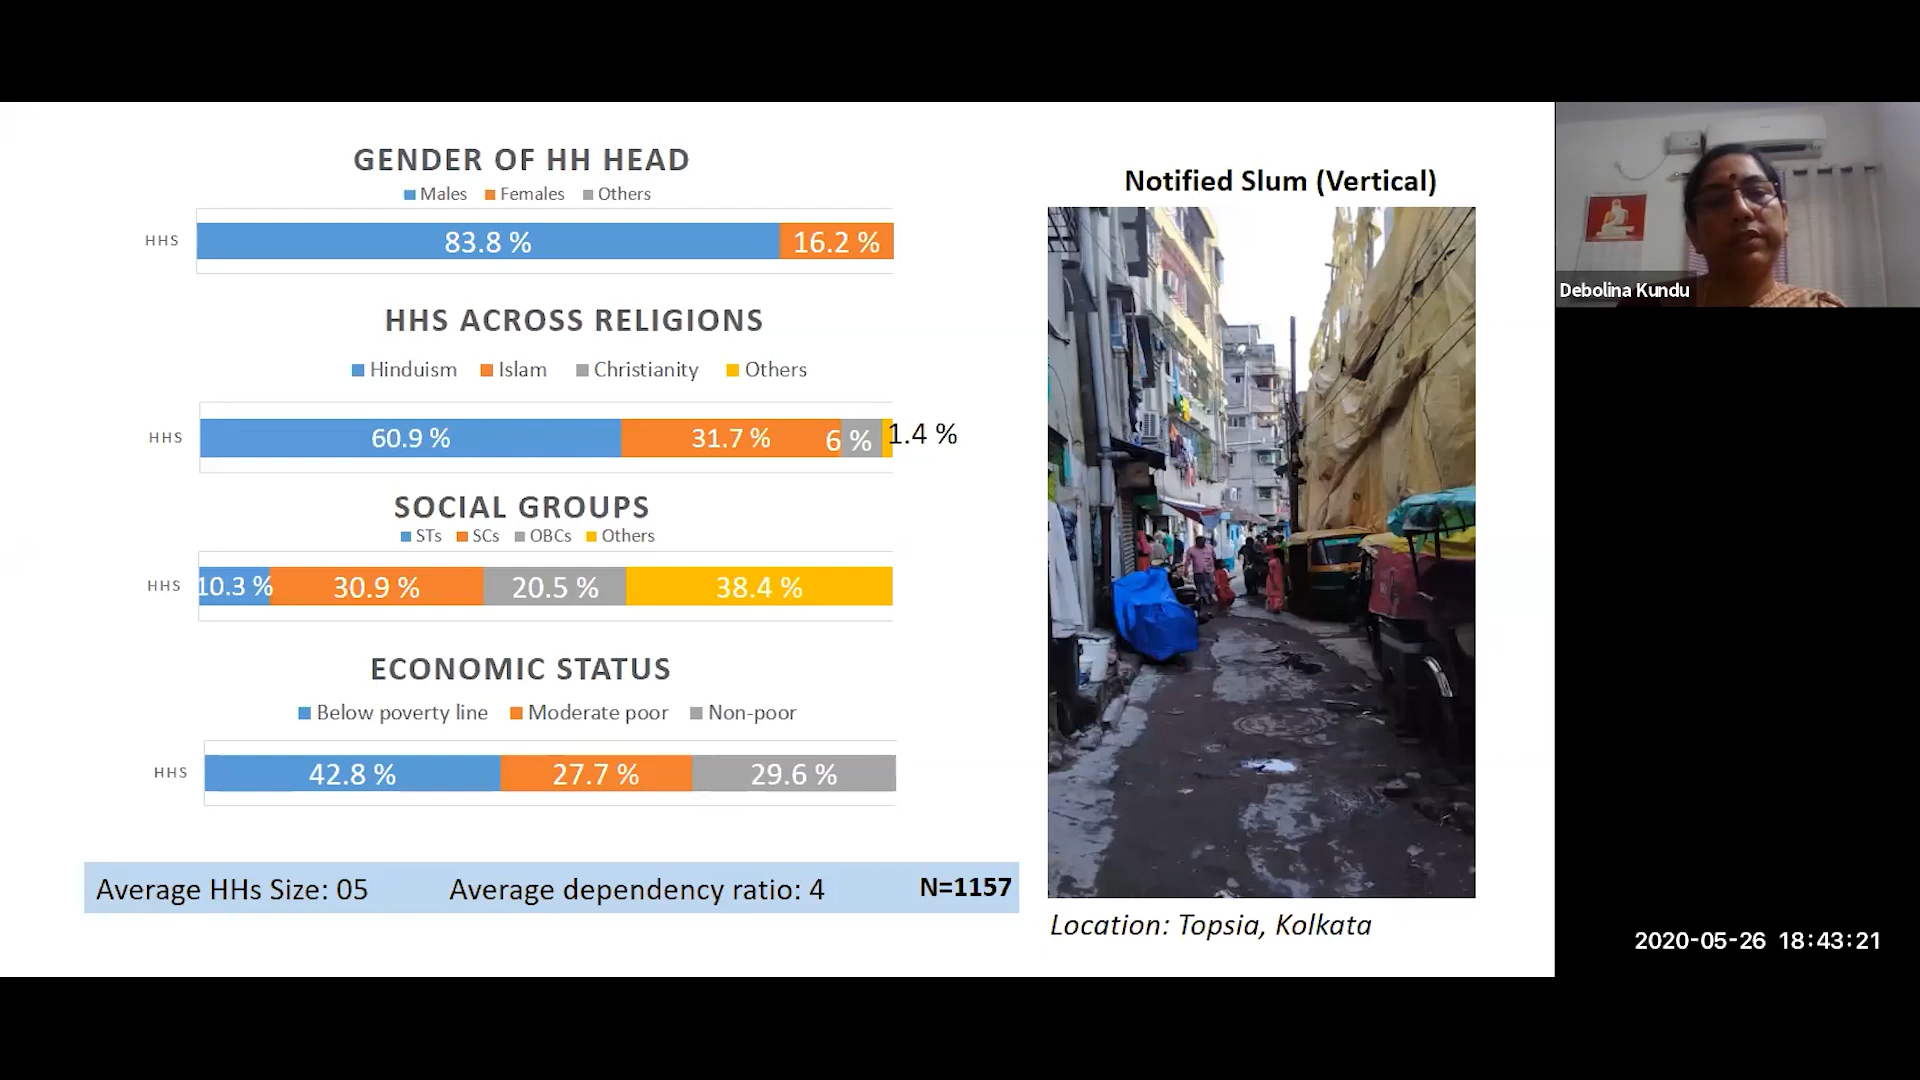 GENDER OF HH HEAD
Males Females Others
HHS 83.8 % 16.2 %
HHS ACROSS RELIGIONS
Hinduism Islam Christianity Others
HHS 60.9 % 31.7 % 6 % 1.4 %
SOCIAL GROUPS
STs SCs OBCs Others
HHS 10.3 % 30.9 % 20.5 % 38.4 %
ECONOMIC STATUS
Below poverty line Moderate poor Non-poor
HHS 42.8 % 27.7 % 29.6 %
Average HHs Size: 05 Average dependency ratio: 4 N=1157
Notified Slum (Vertical)
Location: Topsia, Kolkata
Debolina Kundu
2020-05-26 18:43:21